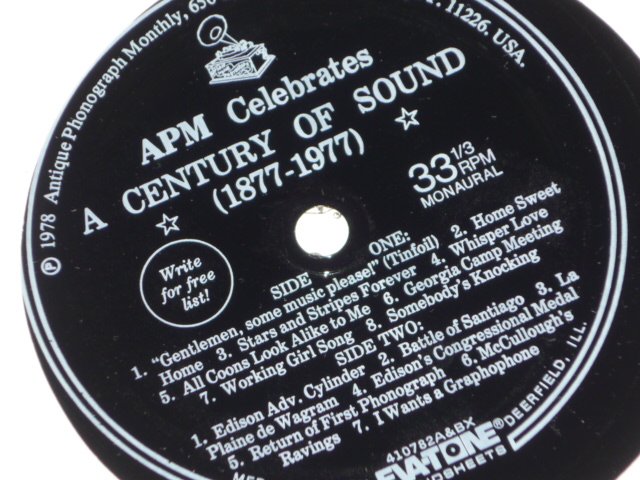 ℗ 1978 Antique Phonograph Monthly, 650
. 11226. USA.
APM Celebrates
A CENTURY OF SOUND
(1877-1977)
33 1/3
RPM
MONAURAL
Write
for free
list!
SIDE ONE:
1. "Gentlemen, some music please!" (Tinfoil) 2. Home Sweet
Home 3. Stars and Stripes Forever 4. Whisper Love
5. All Coons Look Alike to Me 6. Georgia Camp Meeting
7. Working Girl Song 8. Somebody's Knocking
SIDE TWO:
1. Edison Adv. Cylinder 2. Battle of Santiago 3. La
Plaine de Wagram 4. Edison's Congressional Medal
5. Return of First Phonograph 6. McCullough's
Ravings 7. I Wants a Graphophone
410782A&BX
EVA-TONE®
SOUNDSHEETS
DEERFIELD, ILL.